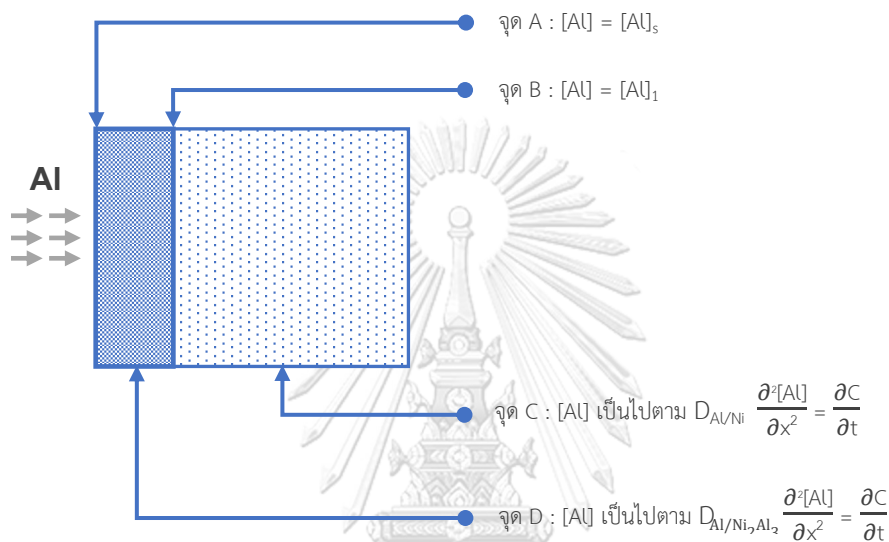 จุด A : [Al] = [Al]ₛ
จุด B : [Al] = [Al]₁
Al
จุด C : [Al] เป็นไปตาม D_Al/Ni ∂²[Al]/∂x² = ∂C/∂t
จุด D : [Al] เป็นไปตาม D_Al/Ni₂Al₃ ∂²[Al]/∂x² = ∂C/∂t